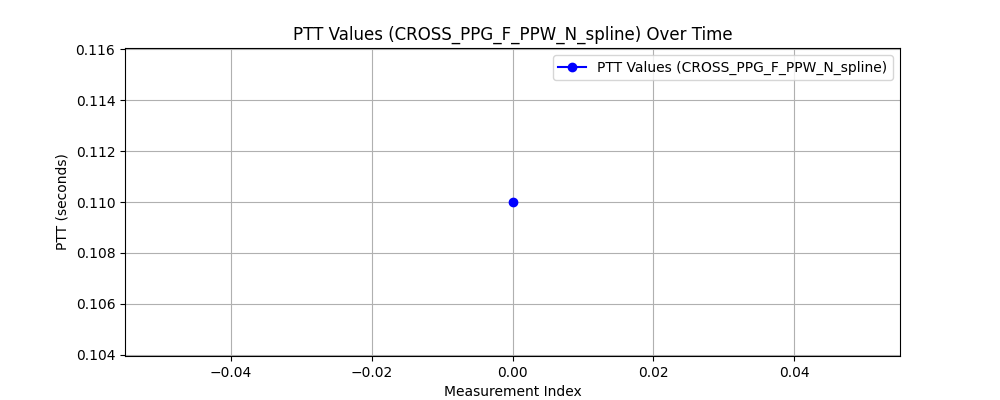 PTT Values (CROSS_PPG_F_PPW_N_spline) Over Time
PTT Values (CROSS_PPG_F_PPW_N_spline)
PTT (seconds)
0.116
0.114
0.112
0.110
0.108
0.106
0.104
−0.04 −0.02 0.00 0.02 0.04
Measurement Index